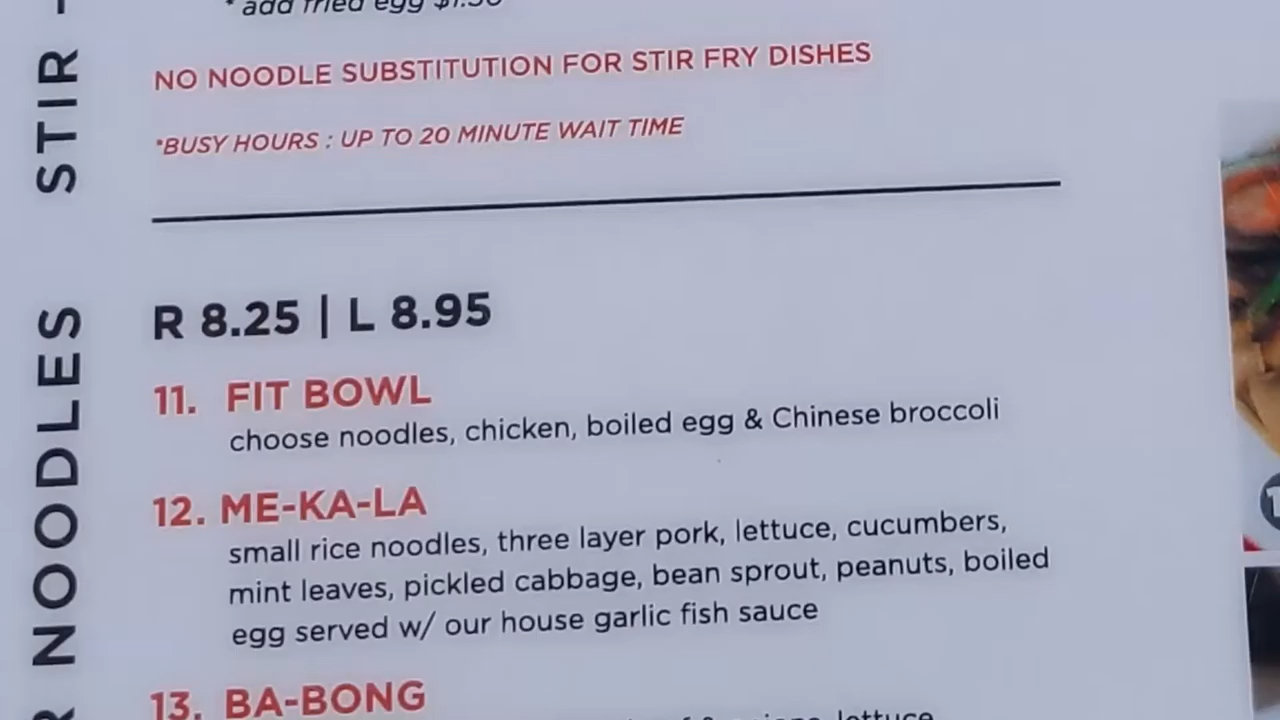 * add fried egg $1.50
NO NOODLE SUBSTITUTION FOR STIR FRY DISHES
*BUSY HOURS : UP TO 20 MINUTE WAIT TIME
STIR -
R 8.25 | L 8.95
11. FIT BOWL
choose noodles, chicken, boiled egg & Chinese broccoli
12. ME-KA-LA
small rice noodles, three layer pork, lettuce, cucumbers,
mint leaves, pickled cabbage, bean sprout, peanuts, boiled
egg served w/ our house garlic fish sauce
13. BA-BONG
lettuce
R NOODLES